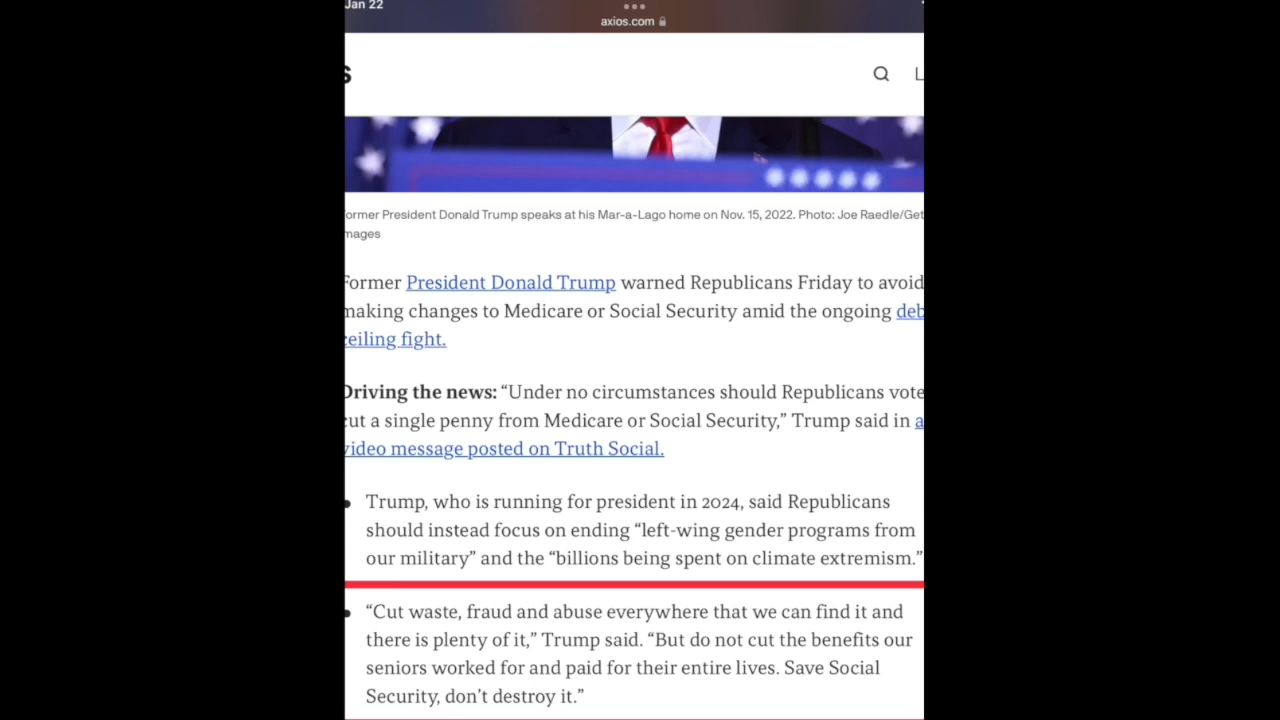 Jan 22
axios.com
s
L
ormer President Donald Trump speaks at his Mar-a-Lago home on Nov. 15, 2022. Photo: Joe Raedle/Get
mages
Former President Donald Trump warned Republicans Friday to avoid
making changes to Medicare or Social Security amid the ongoing deb
ceiling fight.
Driving the news: “Under no circumstances should Republicans vote
cut a single penny from Medicare or Social Security,” Trump said in a
video message posted on Truth Social.
• Trump, who is running for president in 2024, said Republicans
should instead focus on ending “left-wing gender programs from
our military” and the “billions being spent on climate extremism.”
• “Cut waste, fraud and abuse everywhere that we can find it and
there is plenty of it,” Trump said. “But do not cut the benefits our
seniors worked for and paid for their entire lives. Save Social
Security, don’t destroy it.”